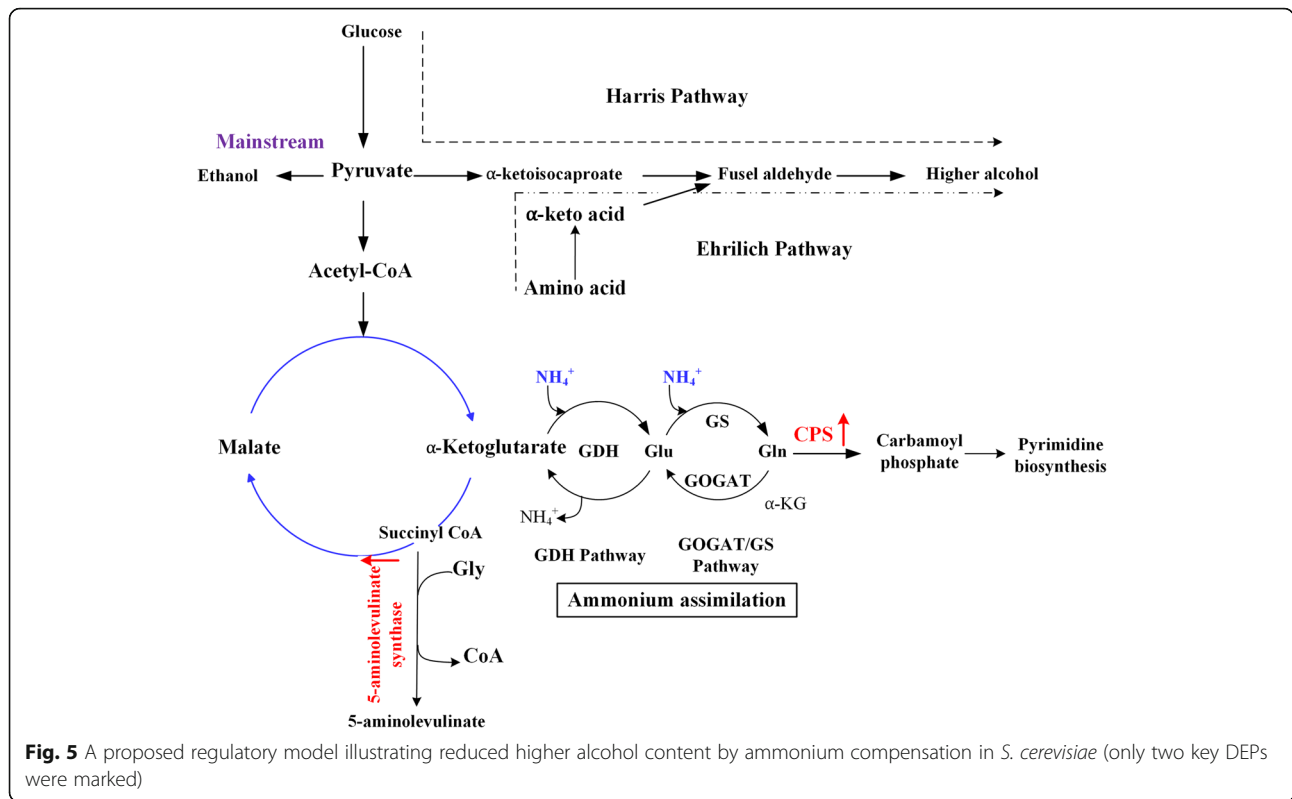 Glucose
Harris Pathway
Mainstream
Ethanol
Pyruvate
α-ketoisocaproate
Fusel aldehyde
Higher alcohol
α-keto acid
Ehrilich Pathway
Amino acid
Acetyl-CoA
NH₄⁺
NH₄⁺
GS
CPS
Malate
α-Ketoglutarate
GDH
Glu
Gln
Carbamoyl
phosphate
Pyrimidine
biosynthesis
GOGAT
α-KG
NH₄⁺
Succinyl CoA
GDH Pathway
GOGAT/GS
Pathway
Gly
Ammonium assimilation
5-aminolevulinate
synthase
CoA
5-aminolevulinate
Fig. 5 A proposed regulatory model illustrating reduced higher alcohol content by ammonium compensation in S. cerevisiae (only two key DEPs
were marked)